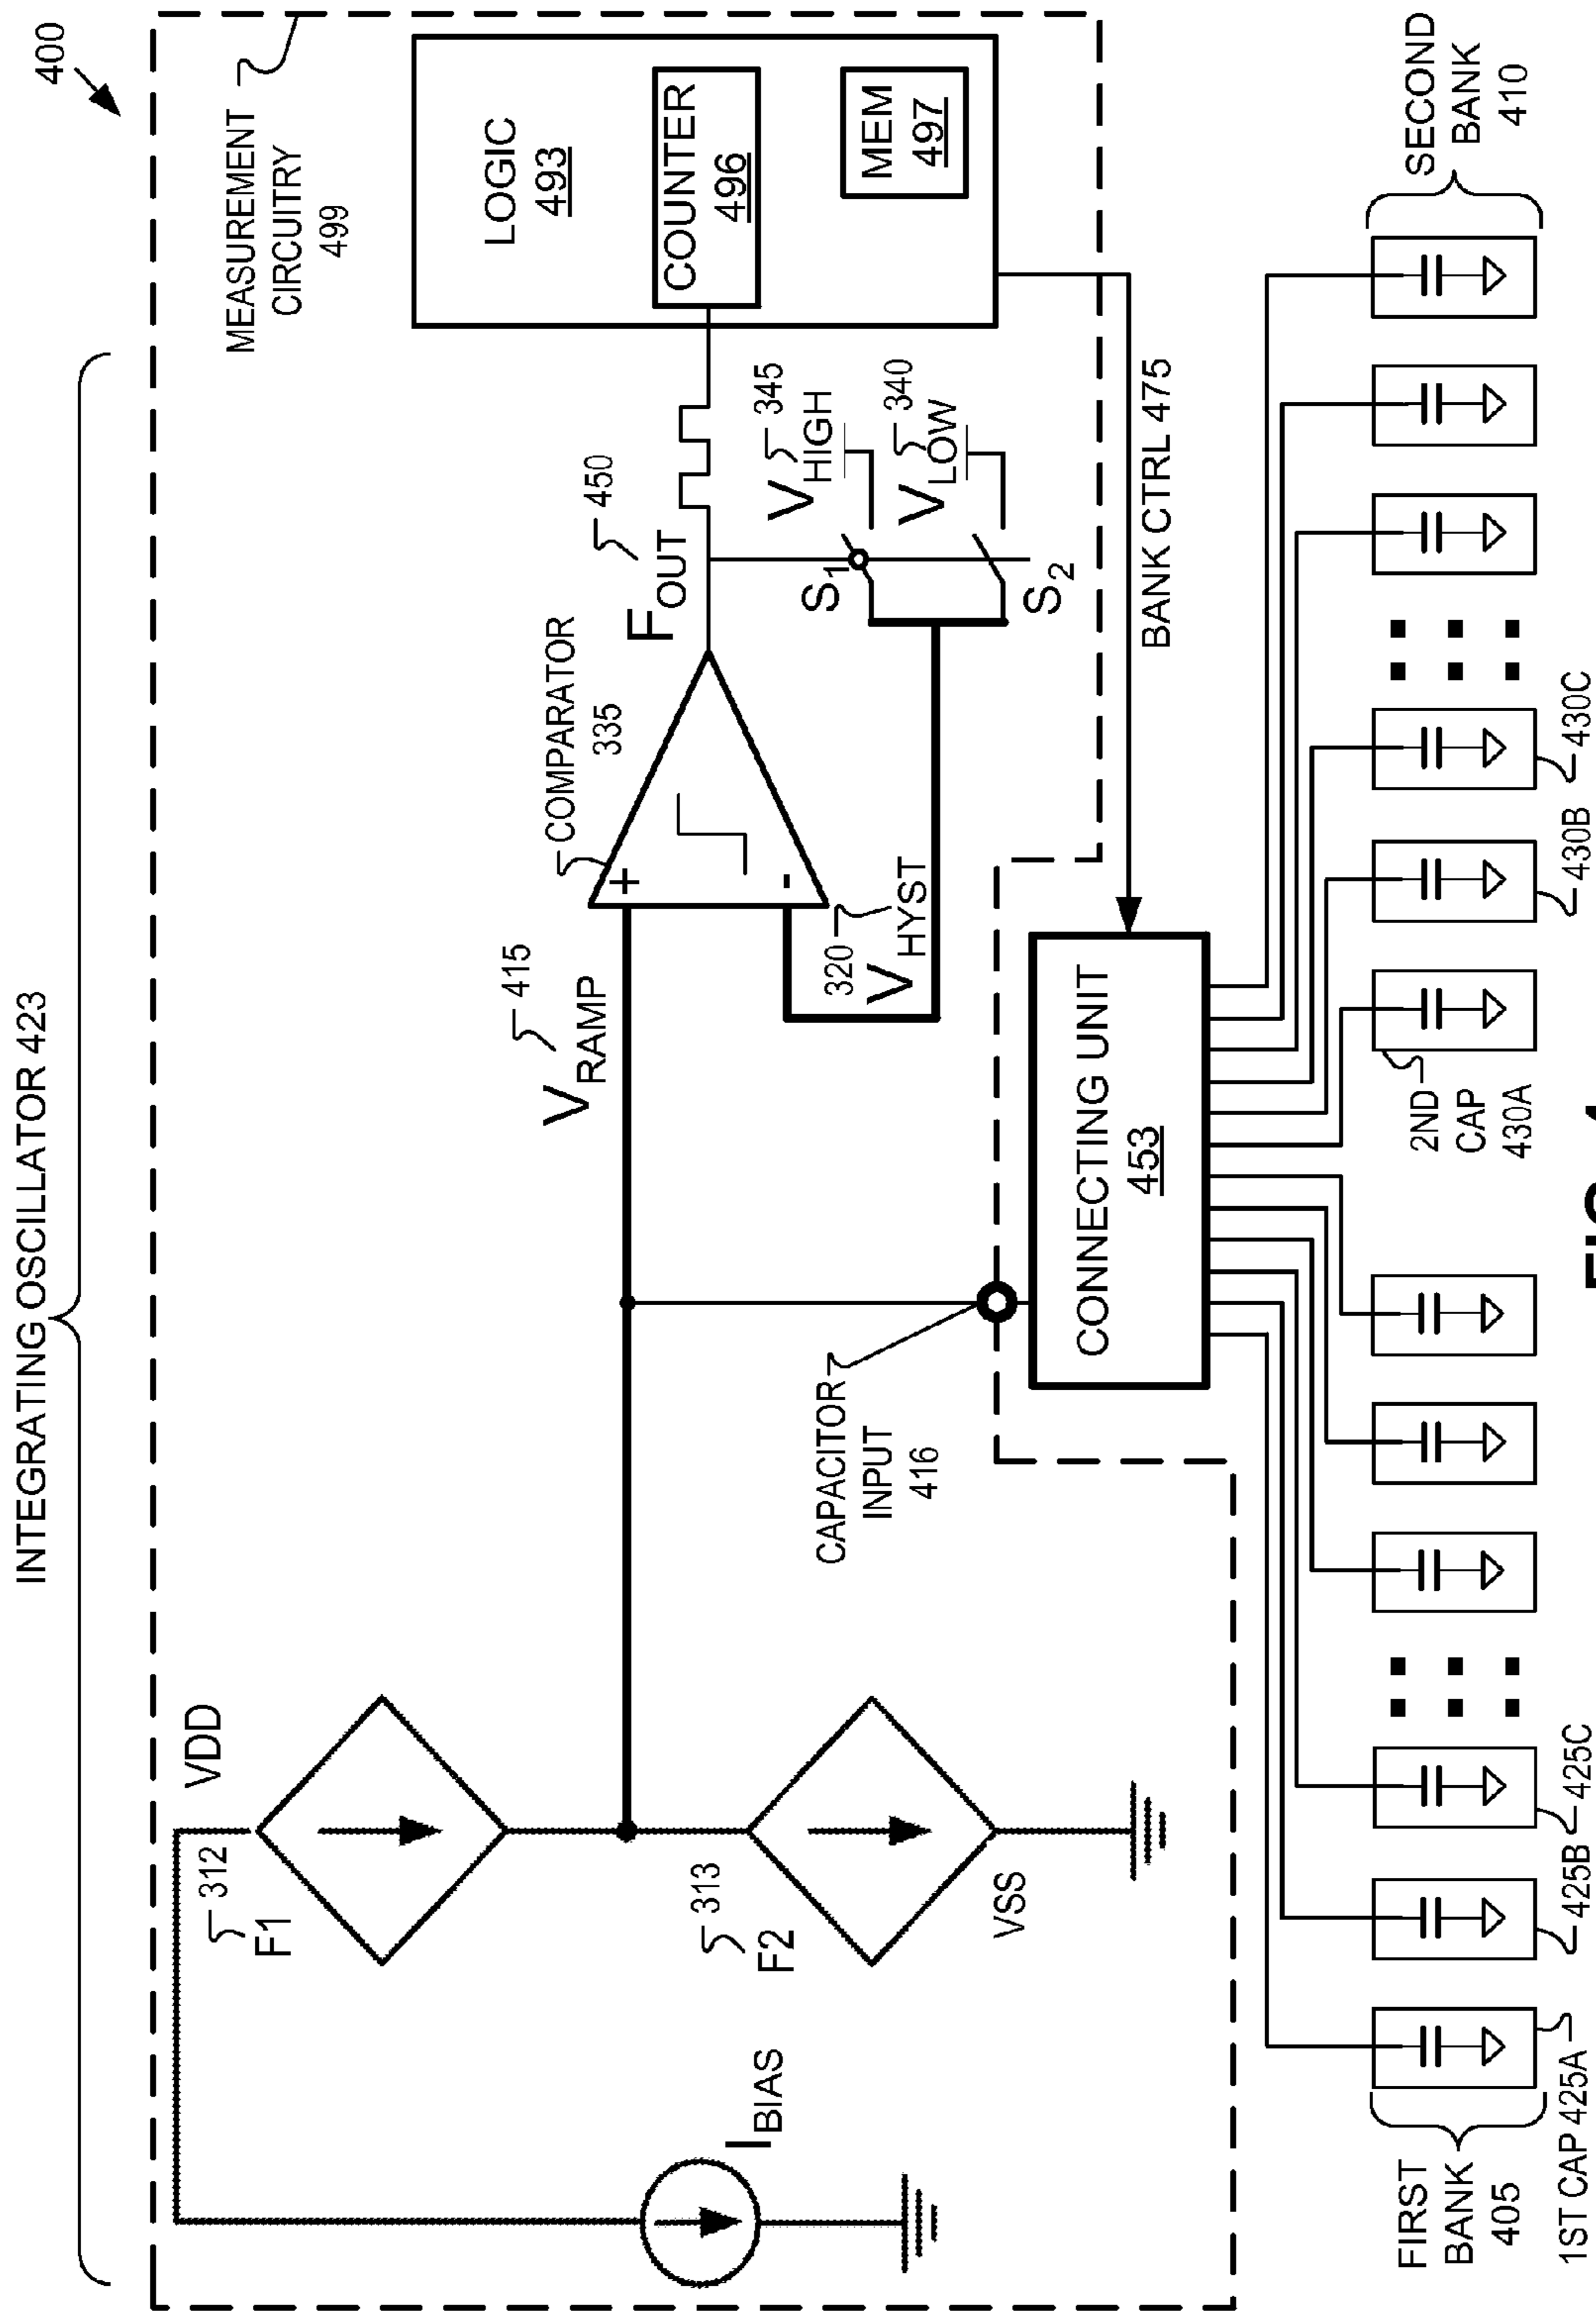 400
INTEGRATING OSCILLATOR 423
MEASUREMENT
CIRCUITRY
499
VDD
312
F1
313
F2
VSS
I BIAS
415
V RAMP
COMPARATOR
335
+
-
320
V HYST
450
F OUT
LOGIC
493
COUNTER
496
MEM
497
345
V HIGH
340
V LOW
S1
S2
CAPACITOR
INPUT
416
CONNECTING UNIT
453
BANK CTRL 475
FIRST
BANK
405
1ST CAP 425A
425B
425C
2ND
CAP
430A
430B
430C
SECOND
BANK
410